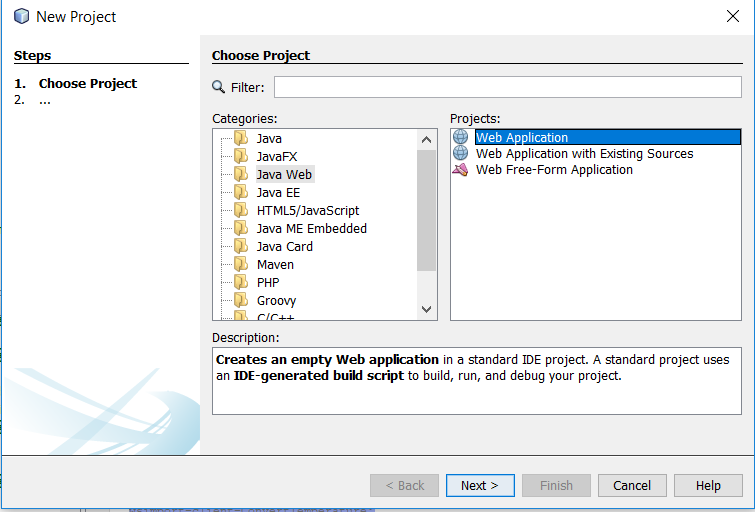 New Project
Steps
1. Choose Project
2. ...
Choose Project
Filter:
Categories:
Java
JavaFX
Java Web
Java EE
HTML5/JavaScript
Java ME Embedded
Java Card
Maven
PHP
Groovy
C/C++
Projects:
Web Application
Web Application with Existing Sources
Web Free-Form Application
Description:
Creates an empty Web application in a standard IDE project. A standard project uses
an IDE-generated build script to build, run, and debug your project.
< Back
Next >
Finish
Cancel
Help